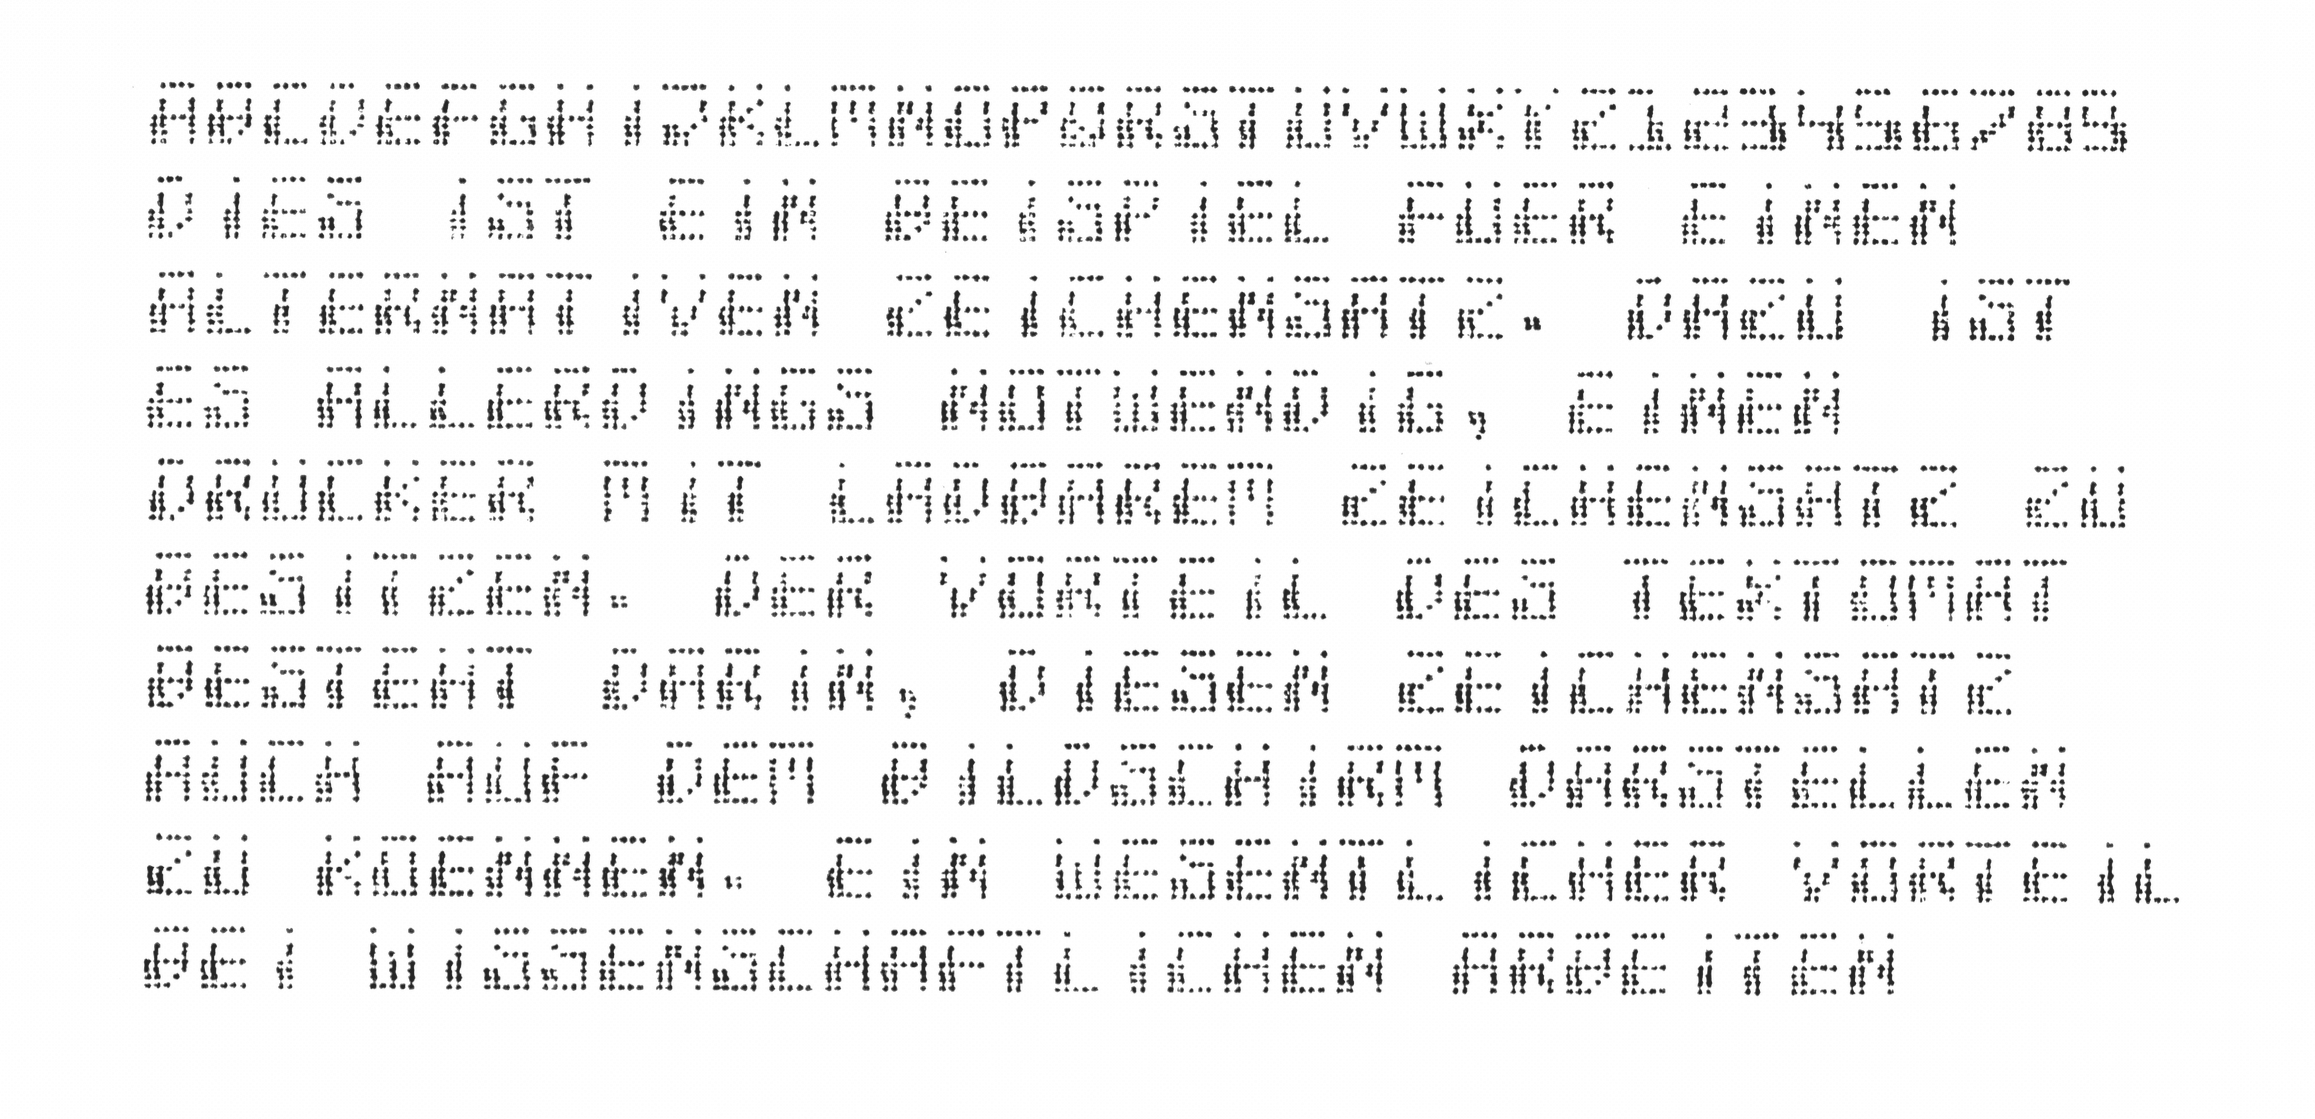 ABCDEFGHIJKLMNOPQRSTUVWXYZ123456789
DIES IST EIN BEISPIEL FUER EINEN
ALTERNATIVEN ZEICHENSATZ. DAZU IST
ES ALLERDINGS NOTWENDIG, EINEN
DRUCKER MIT LADBAREM ZEICHENSATZ ZU
BESITZEN. DER VORTEIL DES TEXTOMAT
BESTEHT DARIN, DIESEN ZEICHENSATZ
AUCH AUF DEM BILDSCHIRM DARSTELLEN
ZU KOENNEN. EIN WESENTLICHER VORTEIL
BEI WISSENSCHAFTLICHEN ARBEITEN